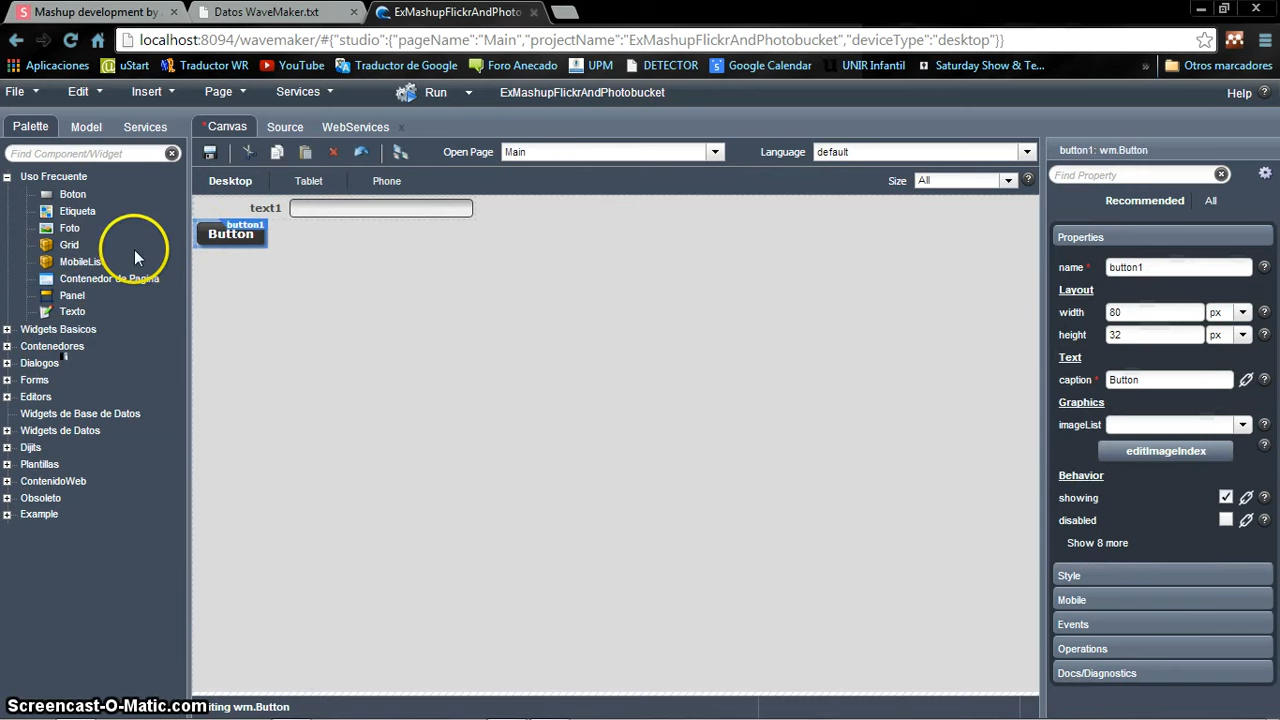 Mashup development by
Datos WaveMaker.txt
ExMashupFlickrAndPhoto
localhost:8094/wavemaker/#{studio":{"pageName":"Main","projectName":"ExMashupFlickrAndPhotobucket","deviceType":"desktop"}}
Aplicaciones
uStart
Traductor WR
YouTube
Traductor de Google
Foro Anecado
UPM
DETECTOR
Google Calendar
UNIR Infantil
Saturday Show & Te...
»
Otros marcadores
File
Edit
Insert
Page
Services
Run
ExMashupFlickrAndPhotobucket
Help
Palette
Model
Services
*Canvas
Source
WebServices
Find Component/Widget
Open Page
Main
Language
default
button1: wm.Button
Desktop
Tablet
Phone
Size
All
Find Property
Recommended
All
Uso Frecuente
Boton
Etiqueta
Foto
Grid
MobileLis
Contenedor de Pagina
Panel
Texto
Widgets Basicos
Contenedores
Dialogos
Forms
Editors
Widgets de Base de Datos
Widgets de Datos
Dijits
Plantillas
ContenidoWeb
Obsoleto
Example
text1
button1
Button
Properties
name *
button1
Layout
width
80
px
height
32
px
Text
caption *
Button
Graphics
imageList
editImageIndex
Behavior
showing
disabled
Show 8 more
Style
Mobile
Events
Operations
Docs/Diagnostics
Screencast-O-Matic.com
iting wm.Button